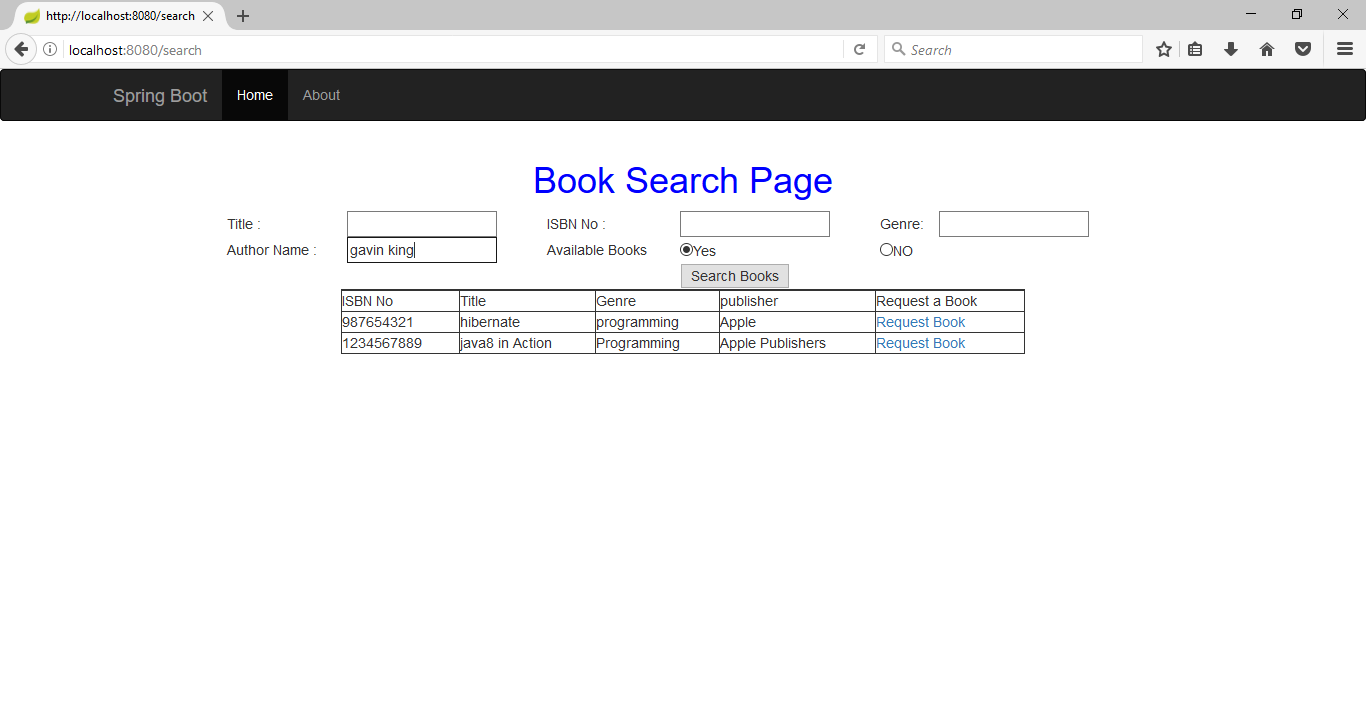 http://localhost:8080/search
localhost:8080/search
Search
Spring Boot Home About
Book Search Page
Title : ISBN No : Genre:
Author Name : gavin king Available Books Yes NO
Search Books
ISBN No Title Genre publisher Request a Book
987654321 hibernate programming Apple Request Book
1234567889 java8 in Action Programming Apple Publishers Request Book